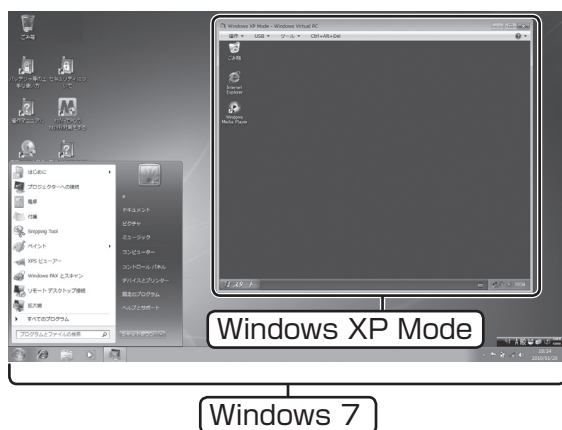 ごみ箱
Windows XP Mode - Windows Virtual PC
操作 USB ツール Ctrl+Alt+Del
ごみ箱
Internet
Explorer
Windows
Media Player
スタート
はじめに
プロジェクターへの接続
電卓
付箋
Snipping Tool
ペイント
XPS ビューアー
Windows FAX とスキャン
リモート デスクトップ接続
拡大鏡
すべてのプログラム
プログラムとファイルの検索
ドキュメント
ピクチャ
ミュージック
コンピューター
コントロール パネル
デバイスとプリンター
既定のプログラム
ヘルプとサポート
Windows XP Mode
Windows 7